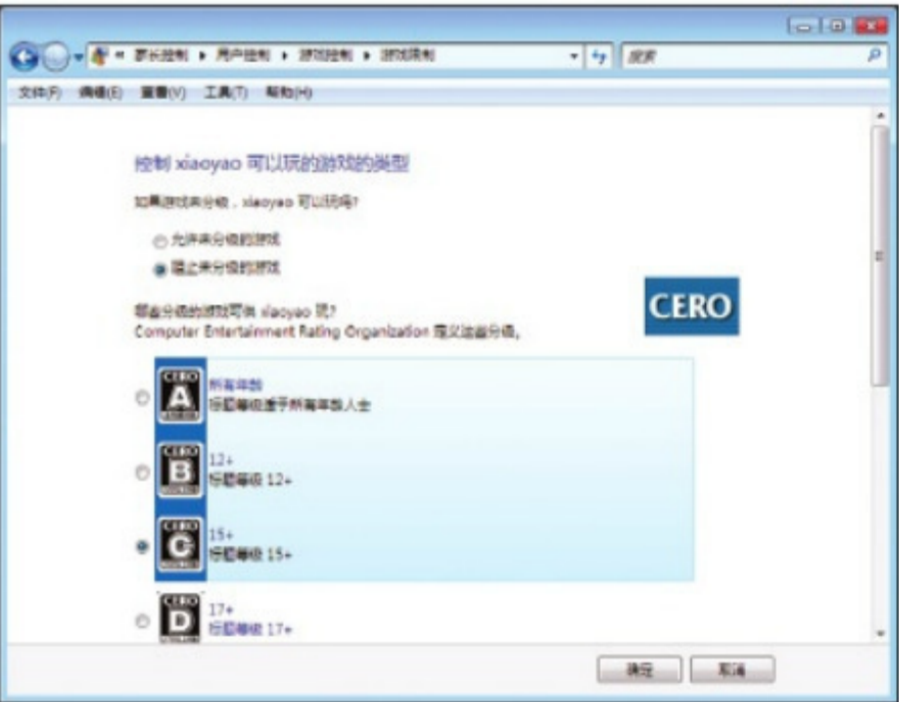 « 家长控制 ▸ 用户控制 ▸ 游戏控制 ▸ 游戏限制
搜索
文件(F) 编辑(E) 查看(V) 工具(T) 帮助(H)
控制 xiaoyao 可以玩的游戏的类型
如果游戏未分级，xiaoyao 可以玩吗?
允许未分级的游戏
阻止未分级的游戏
哪些分级的游戏可供 xiaoyao 玩?
Computer Entertainment Rating Organization 定义这些分级。
CERO
CERO
A
所有年龄
标题等级适于所有年龄人士
CERO
B
12+
标题等级 12+
CERO
C
15+
标题等级 15+
CERO
D
17+
标题等级 17+
确定
取消